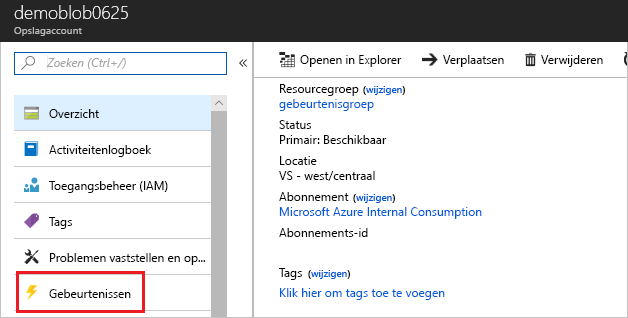 demoblob0625
Opslagaccount
Zoeken (Ctrl+/)
«
Overzicht
Activiteitenlogboek
Toegangsbeheer (IAM)
Tags
Problemen vaststellen en op...
Gebeurtenissen
Openen in Explorer Verplaatsen Verwijderen
Resourcegroep (wijzigen)
gebeurtenisgroep
Status
Primair: Beschikbaar
Locatie
VS - west/centraal
Abonnement (wijzigen)
Microsoft Azure Internal Consumption
Abonnements-id
Tags (wijzigen)
Klik hier om tags toe te voegen